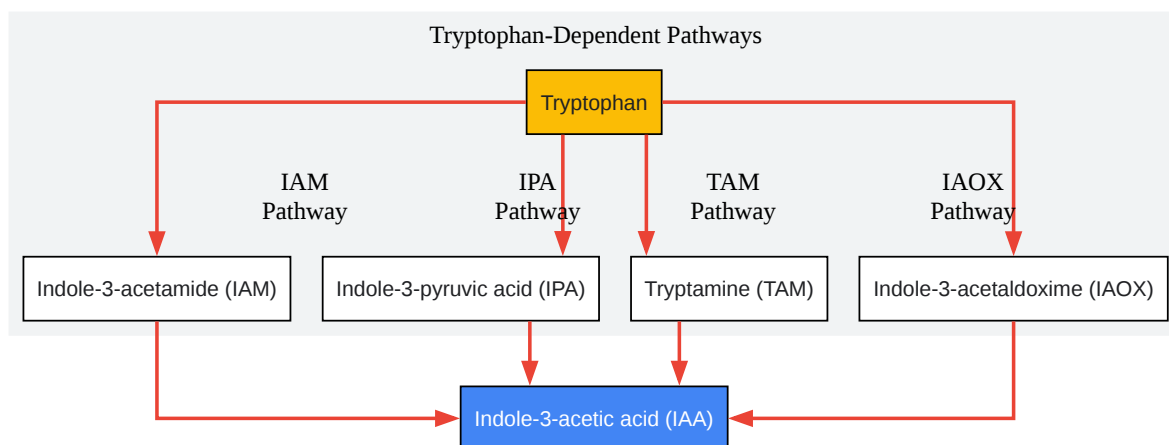 Tryptophan-Dependent Pathways
Tryptophan
IAM
Pathway
IPA
Pathway
TAM
Pathway
IAOX
Pathway
Indole-3-acetamide (IAM)
Indole-3-pyruvic acid (IPA)
Tryptamine (TAM)
Indole-3-acetaldoxime (IAOX)
Indole-3-acetic acid (IAA)